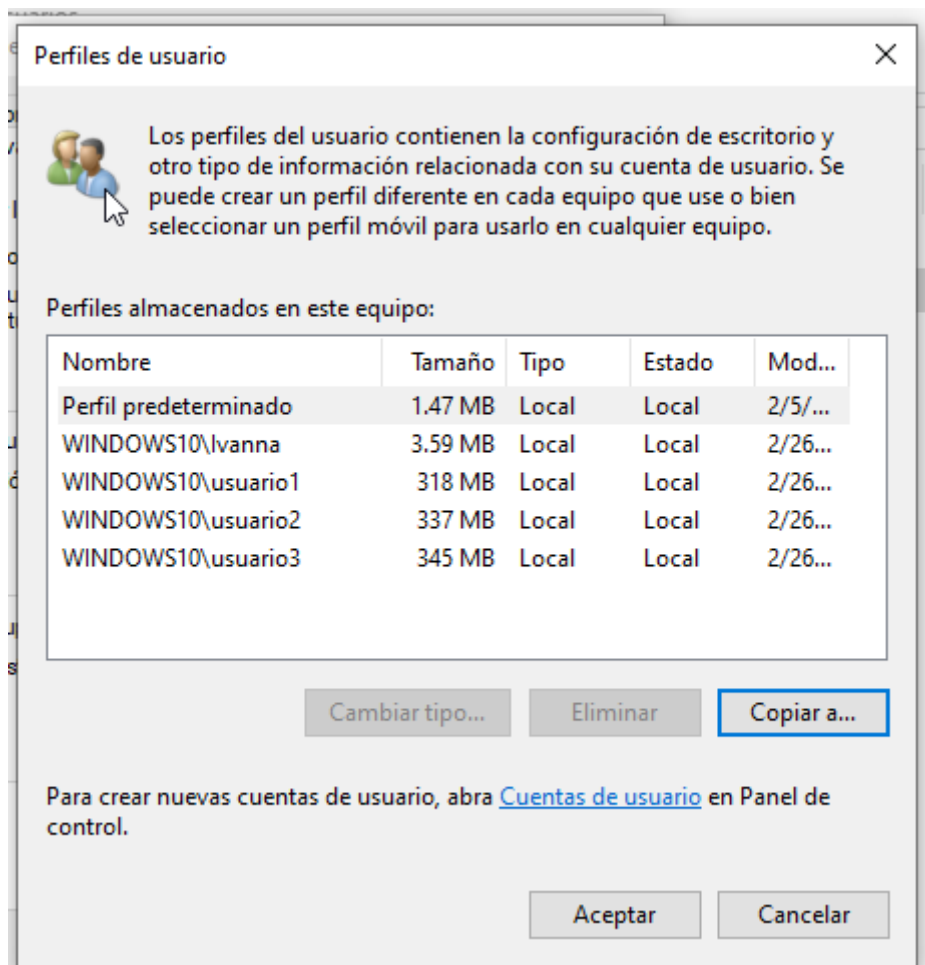 Perfiles de usuario
Los perfiles del usuario contienen la configuración de escritorio y
otro tipo de información relacionada con su cuenta de usuario. Se
puede crear un perfil diferente en cada equipo que use o bien
seleccionar un perfil móvil para usarlo en cualquier equipo.
Perfiles almacenados en este equipo:
Nombre Tamaño Tipo Estado Mod...
Perfil predeterminado 1.47 MB Local Local 2/5/...
WINDOWS10\Ivanna 3.59 MB Local Local 2/26...
WINDOWS10\usuario1 318 MB Local Local 2/26...
WINDOWS10\usuario2 337 MB Local Local 2/26...
WINDOWS10\usuario3 345 MB Local Local 2/26...
Cambiar tipo... Eliminar Copiar a...
Para crear nuevas cuentas de usuario, abra Cuentas de usuario en Panel de
control.
Aceptar Cancelar